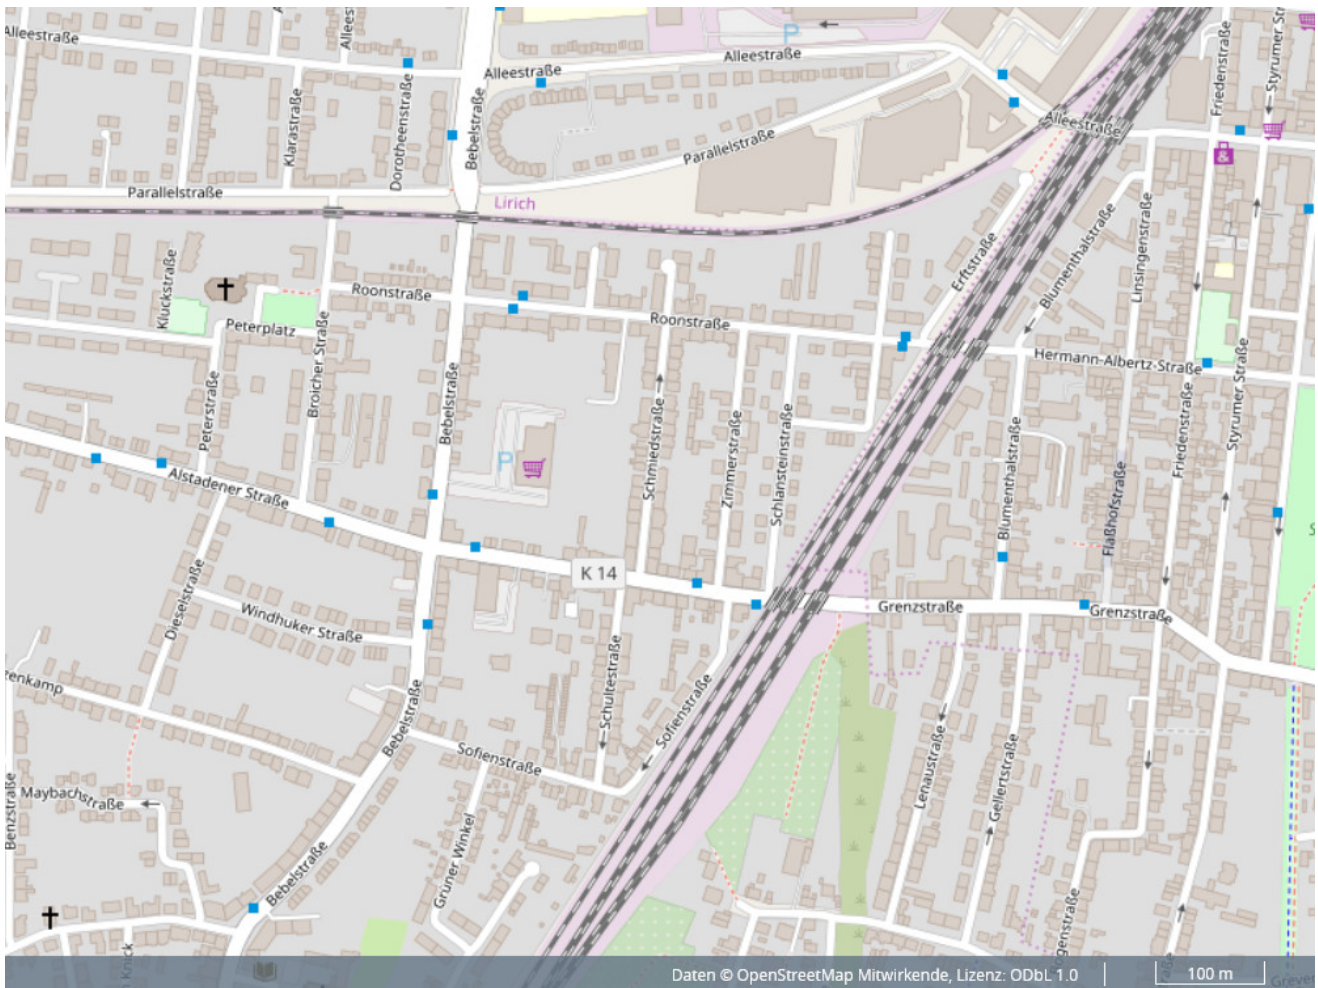 Alleestraße
Alleestraße
Alleestraße
Alleestraße
Klarastraße
Dorotheenstraße
Bebelstraße
P
Friedenstraße
Parallelstraße
Parallelstraße
Lirich
Kluckstraße
Roonstraße
Roonstraße
Erftstraße
Blumenthalstraße
Linsingenstraße
Peterplatz
Hermann-Albertz-Straße
Peterstraße
Broicher Straße
Bebelstraße
Schmiedstraße
Zimmerstraße
Schlansteinstraße
Blumenthalstraße
Flaßhofstraße
Friedenstraße
Styrumer Straße
P
Alstadener Straße
K 14
Grenzstraße
Grenzstraße
Dieselstraße
Windhuker Straße
Schultestraße
Sofienstraße
Sofienstraße
Bebelstraße
Lenaustraße
Gellertstraße
Benzstraße
Maybachstraße
Grüner Winkel
Bebelstraße
Daten © OpenStreetMap Mitwirkende, Lizenz: ODbL 1.0
100 m